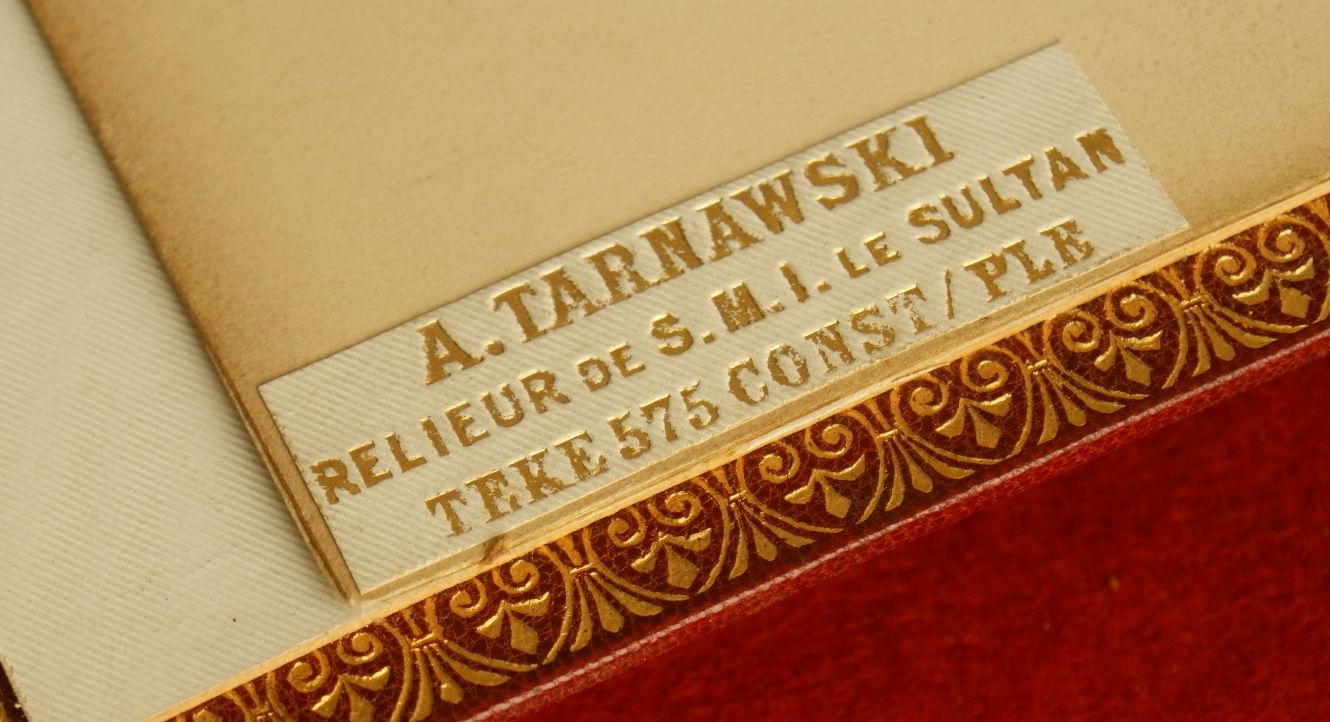 A. TARNAWSKI
RELIEUR DE S. M. I. LE SULTAN
TEKE 575 CONST/PLE